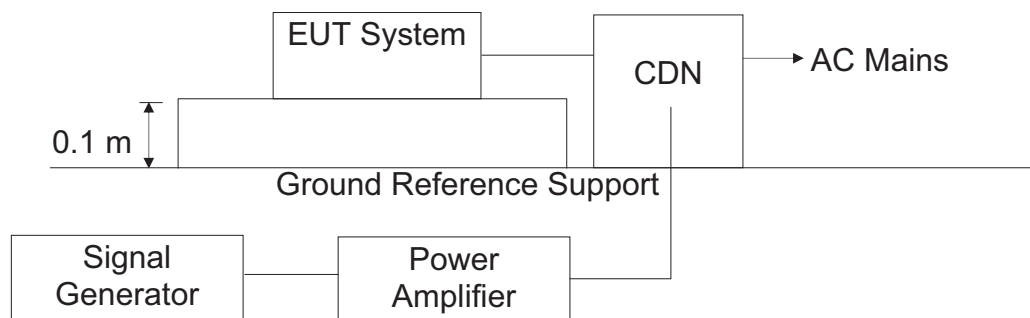 EUT System
CDN
AC Mains
0.1 m
Ground Reference Support
Signal
Generator
Power
Amplifier